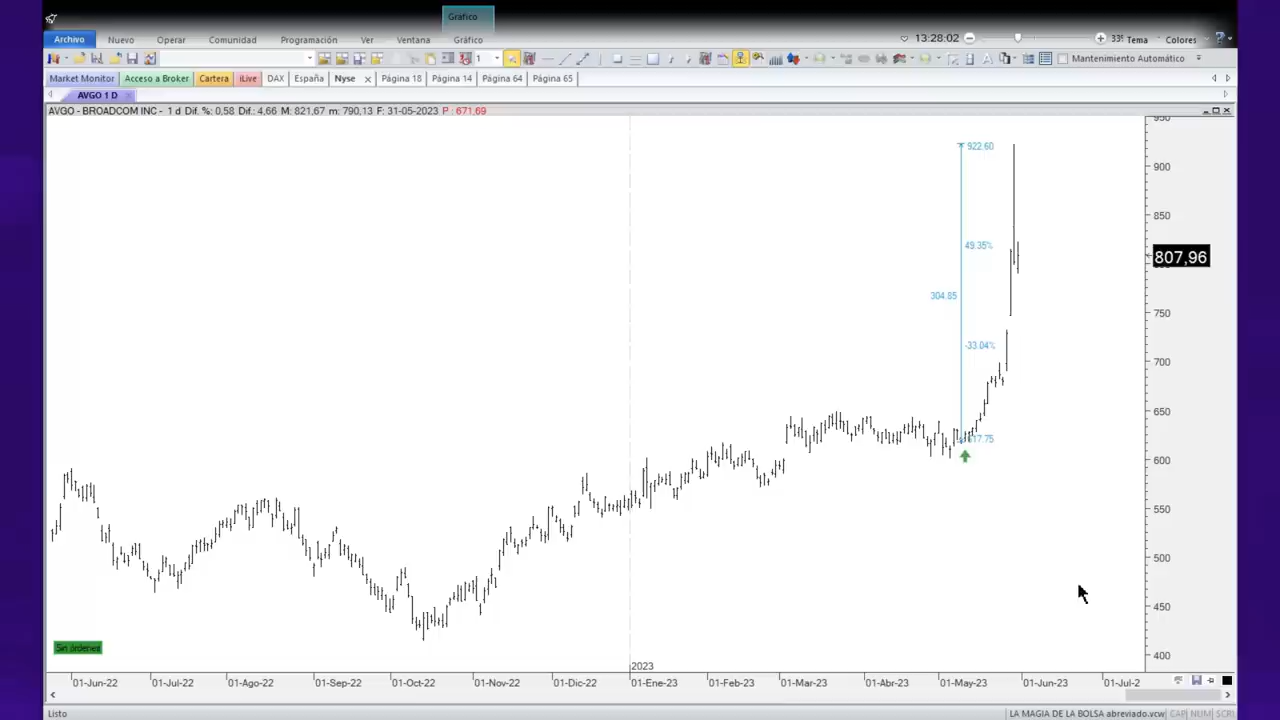 Gráfico
Archivo Nuevo Operar Comunidad Programación Ver Ventana Gráfico 13:28:02 Tema Colores
1 Mantenimiento Automático
Market Monitor Acceso a Broker Cartera iLive DAX España Nyse x Página 18 Página 14 Página 64 Página 65
AVGO 1 D
AVGO - BROADCOM INC - 1 d Dif. %: 0,58 Dif.: 4,66 M: 821,67 m: 790,13 F: 31-05-2023 P : 671,69
950
922.60
900
850
49.35%
807,96
304.85
750
-33.04%
700
650
600
550
500
450
Sin órdenes
400
2023
01-Jun-22 01-Jul-22 01-Ago-22 01-Sep-22 01-Oct-22 01-Nov-22 01-Dic-22 01-Ene-23 01-Feb-23 01-Mar-23 01-Abr-23 01-May-23 01-Jun-23 01-Jul-2
Listo LA MAGIA DE LA BOLSA abreviado.vcw CAP NUM SCRI